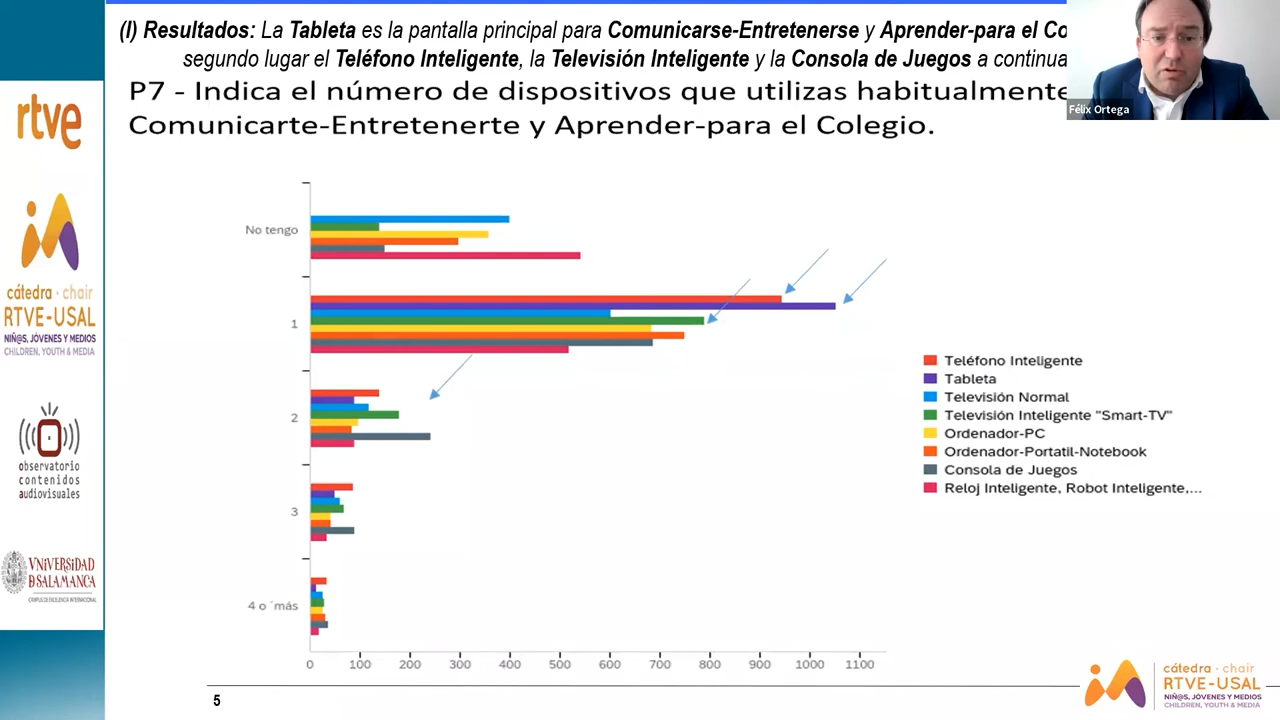 (I) Resultados: La Tableta es la pantalla principal para Comunicarse-Entretenerse y Aprender-para el Co
segundo lugar el Teléfono Inteligente, la Televisión Inteligente y la Consola de Juegos a continua
P7 - Indica el número de dispositivos que utilizas habitualmente
Comunicarte-Entretenerte y Aprender-para el Colegio.
Félix Ortega
rtve
cátedra · chair
RTVE-USAL
NIÑ@S, JÓVENES Y MEDIOS
CHILDREN, YOUTH & MEDIA
observatorio
contenidos
audiovisuales
VNiVERSiDAD
D SALAMANCA
CAMPUS DE EXCELENCIA INTERNACIONAL
No tengo
1
2
3
4 o ´más
0 100 200 300 400 500 600 700 800 900 1000 1100
Teléfono Inteligente
Tableta
Televisión Normal
Televisión Inteligente "Smart-TV"
Ordenador-PC
Ordenador-Portatil-Notebook
Consola de Juegos
Reloj Inteligente, Robot Inteligente,...
5
cátedra · chair
RTVE-USAL
NIÑ@S, JÓVENES Y MEDIOS
CHILDREN, YOUTH & MEDIA